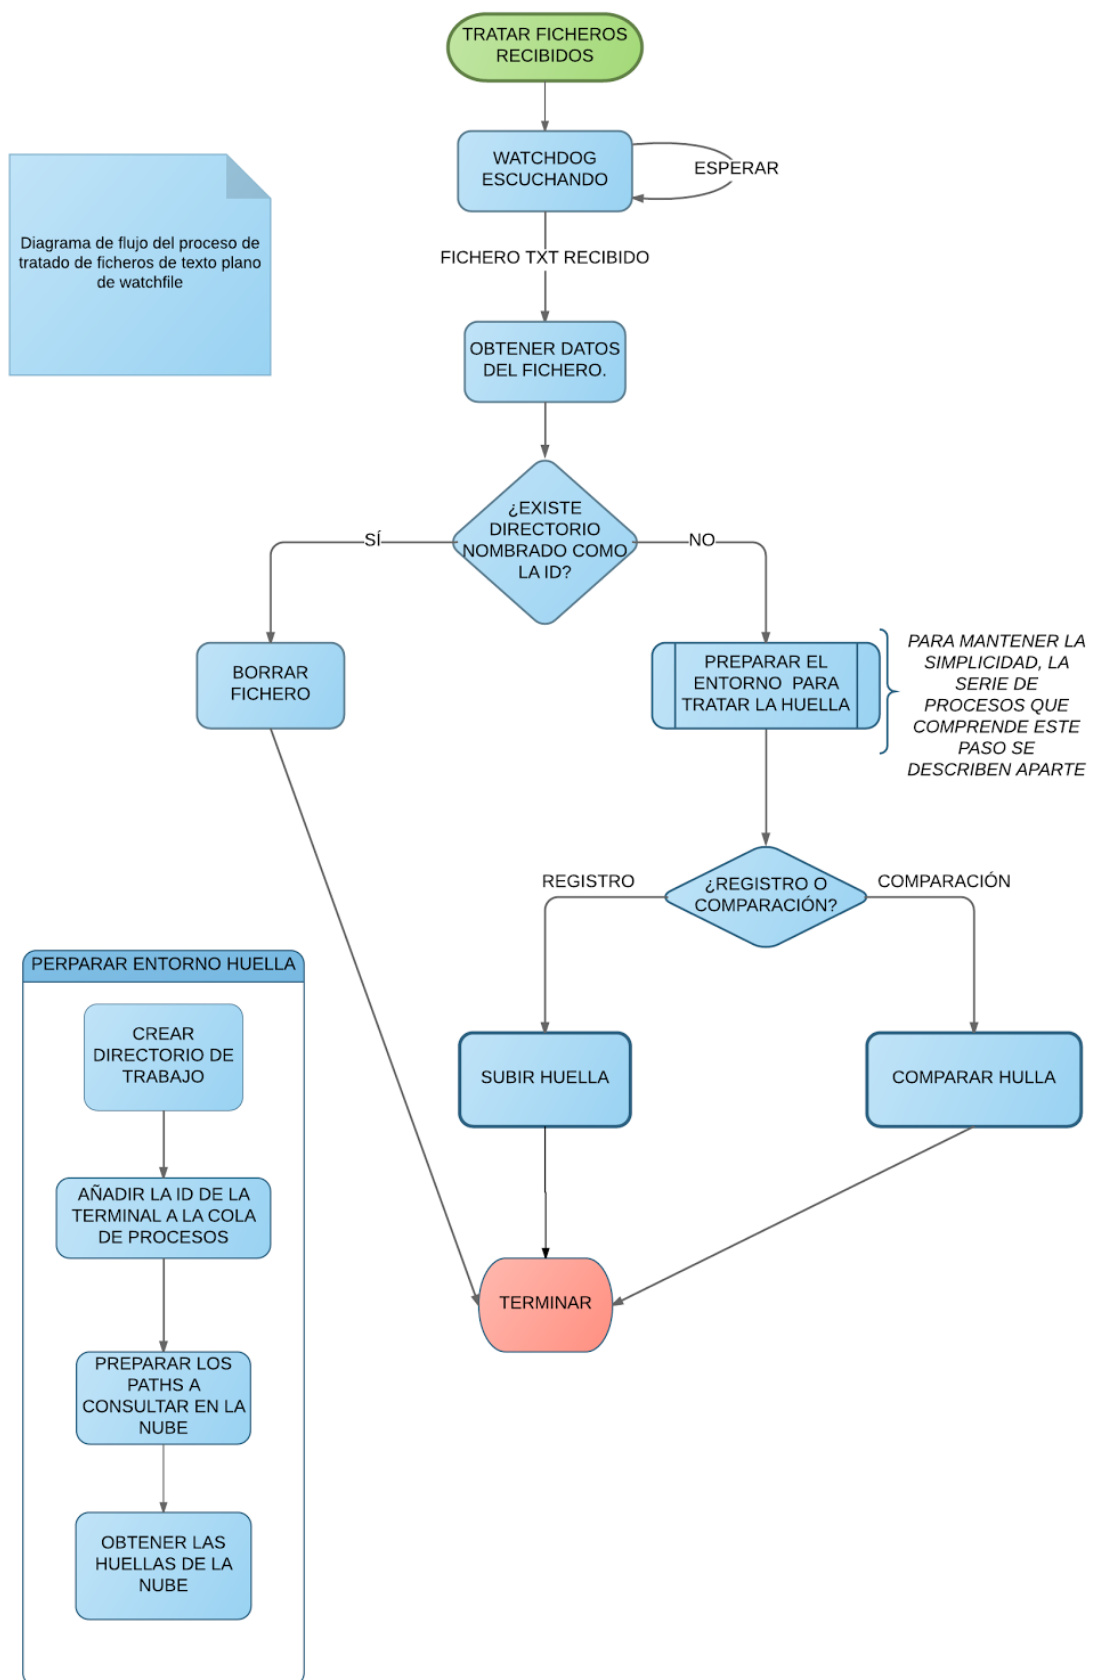 TRATAR FICHEROS
RECIBIDOS
WATCHDOG
ESCUCHANDO
ESPERAR
Diagrama de flujo del proceso de
tratado de ficheros de texto plano
de watchfile
FICHERO TXT RECIBIDO
OBTENER DATOS
DEL FICHERO.
¿EXISTE
DIRECTORIO
NOMBRADO COMO
LA ID?
SÍ
NO
BORRAR
FICHERO
PREPARAR EL
ENTORNO PARA
TRATAR LA HUELLA
PARA MANTENER LA
SIMPLICIDAD, LA
SERIE DE
PROCESOS QUE
COMPRENDE ESTE
PASO SE
DESCRIBEN APARTE
¿REGISTRO O
COMPARACIÓN?
REGISTRO
COMPARACIÓN
SUBIR HUELLA
COMPARAR HULLA
TERMINAR
PERPARAR ENTORNO HUELLA
CREAR
DIRECTORIO DE
TRABAJO
AÑADIR LA ID DE LA
TERMINAL A LA COLA
DE PROCESOS
PREPARAR LOS
PATHS A
CONSULTAR EN LA
NUBE
OBTENER LAS
HUELLAS DE LA
NUBE